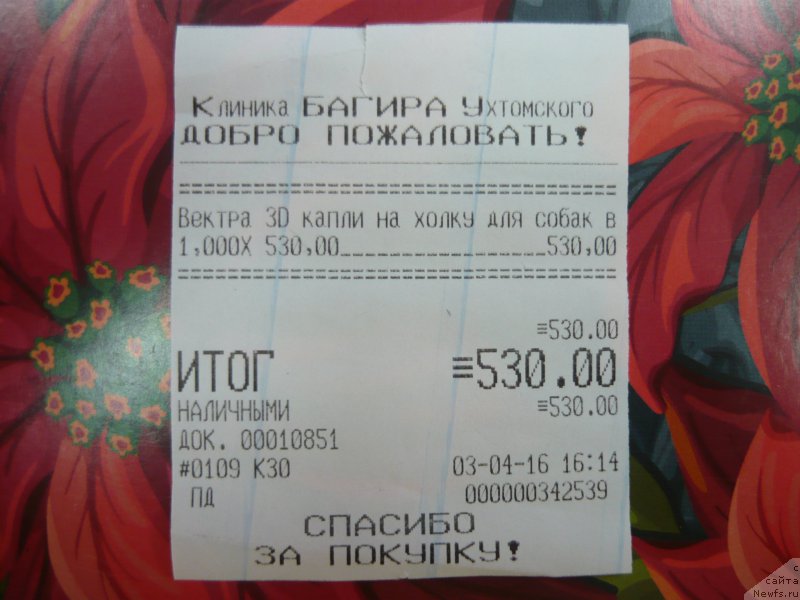 Клиника БАГИРА Ухтомского
ДОБРО ПОЖАЛОВАТЬ!
Вектра 3D капли на холку для собак в
1,000X 530,00 530,00
≡530.00
ИТОГ ≡530.00
НАЛИЧНЫМИ ≡530.00
ДОК. 00010851
#0109 К30 03-04-16 16:14
ПД 000000342539
СПАСИБО
ЗА ПОКУПКУ!
с
сайта
Newfs.ru